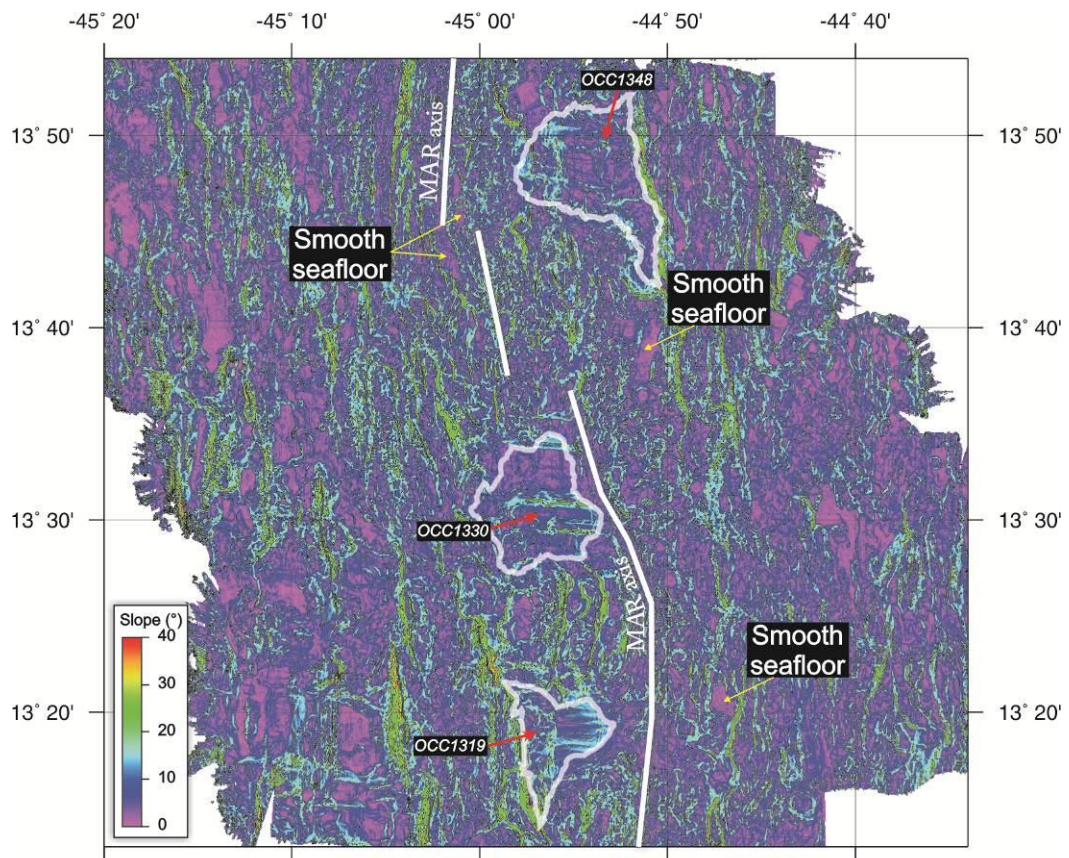 -45° 20'
-45° 10'
-45° 00'
-44° 50'
-44° 40'
OCC1348
13° 50'
13° 50'
MAR axis
Smooth
seafloor
Smooth
seafloor
13° 40'
13° 40'
13° 30'
OCC1330
13° 30'
MAR axis
Slope (°)
40
30
20
10
0
Smooth
seafloor
13° 20'
OCC1319
13° 20'